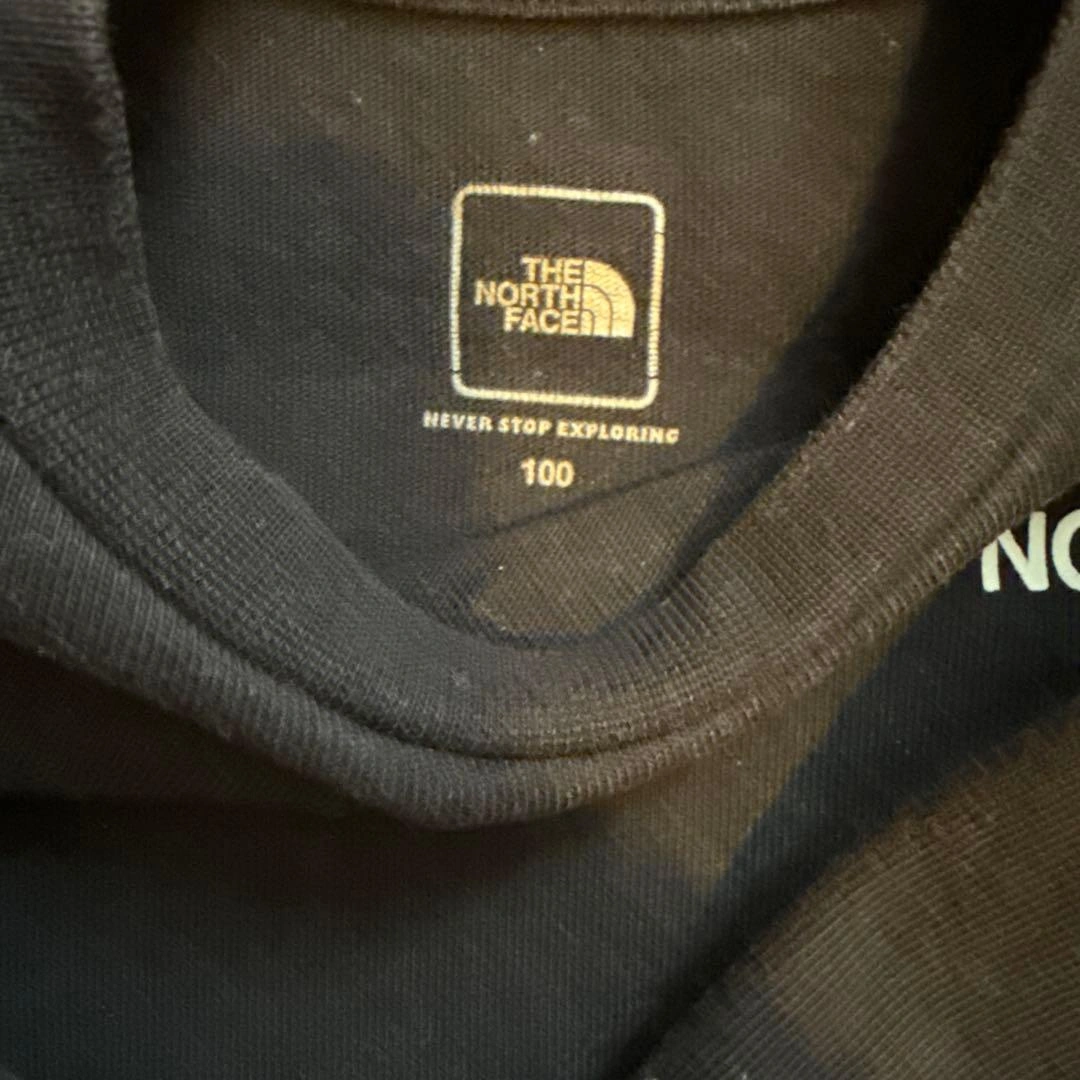 THE
NORTH
FACE
NEVER STOP EXPLORING
100
NO